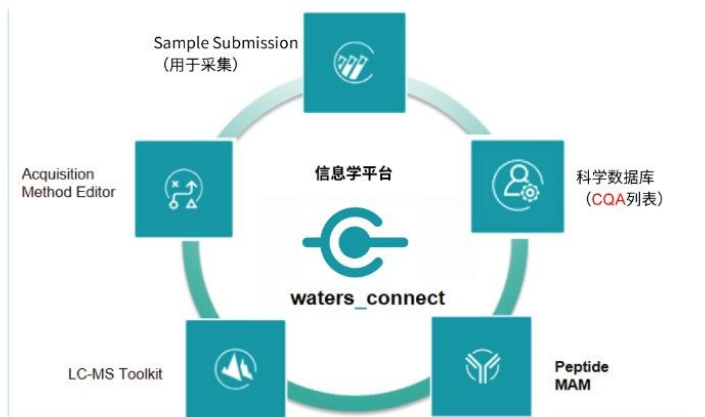 Sample Submission
（用于采集）
Acquisition
Method Editor
信息学平台
科学数据库
（CQA列表）
waters_connect
LC-MS Toolkit
Peptide
MAM